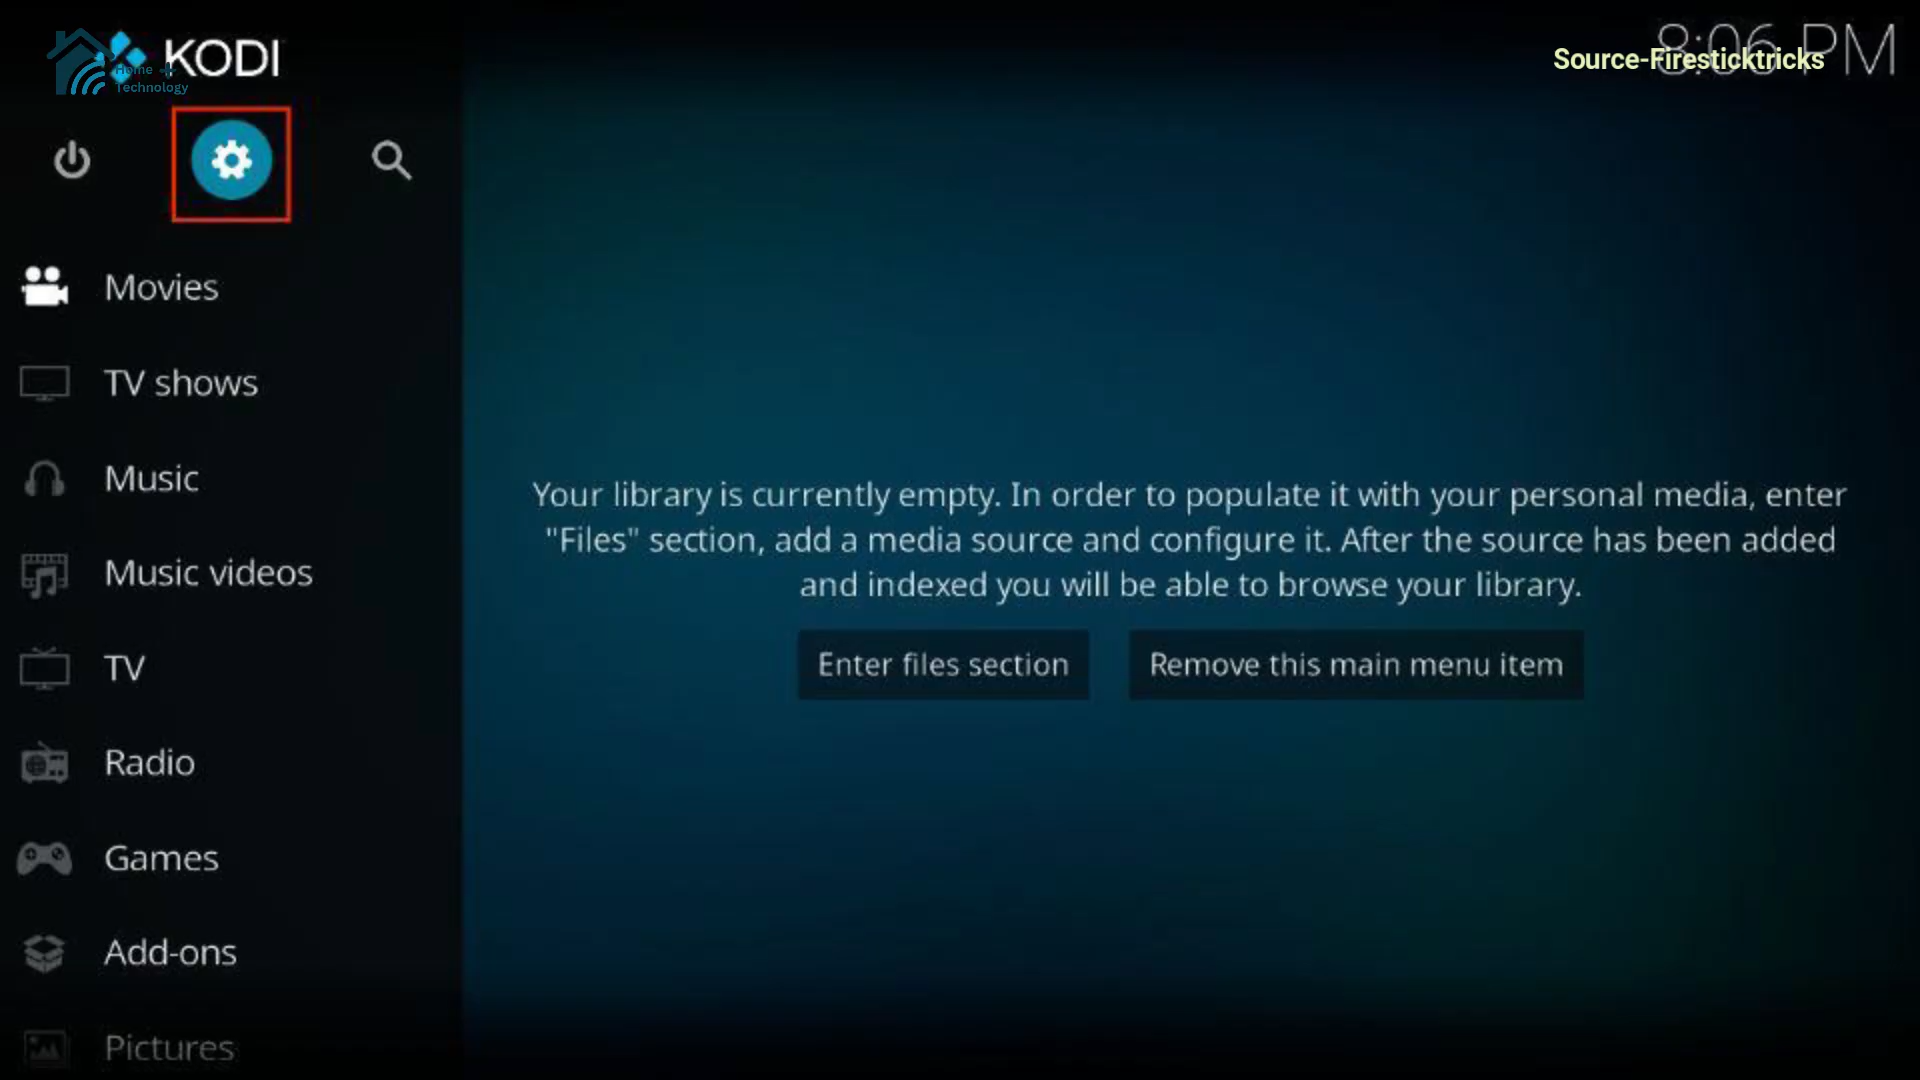 KODI
Home +
Technology
8:06 PM
Source-Firesticktricks
Movies
TV shows
Music
Music videos
TV
Radio
Games
Add-ons
Pictures
Your library is currently empty. In order to populate it with your personal media, enter
"Files" section, add a media source and configure it. After the source has been added
and indexed you will be able to browse your library.
Enter files section
Remove this main menu item